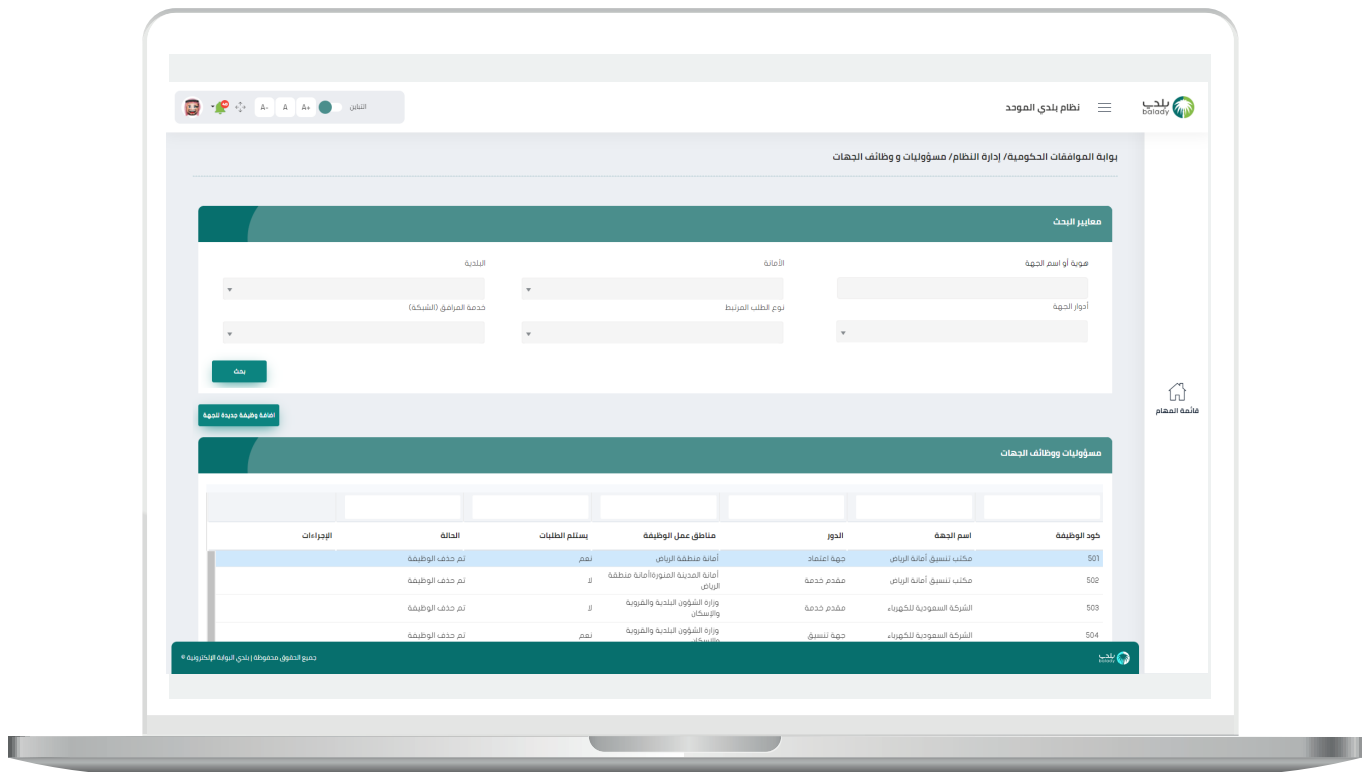 بلدي
balady
نظام بلدي الموحد
التباين
A+
A
A-
بوابة الموافقات الحكومية/ إدارة النظام/ مسؤوليات و وظائف الجهات
قائمة المهام
معايير البحث
هوية أو اسم الجهة
الأمانة
البلدية
أدوار الجهة
نوع الطلب المرتبط
خدمة المرافق (الشبكة)
بحث
اضافة وظيفة جديدة للجهة
مسؤوليات ووظائف الجهات
كود الوظيفة اسم الجهة الدور مناطق عمل الوظيفة يستلم الطلبات الحالة الإجراءات
501 مكتب تنسيق أمانة الرياض جهة اعتماد أمانة منطقة الرياض نعم تم حذف الوظيفة
502 مكتب تنسيق أمانة الرياض مقدم خدمة أمانة المدينة المنورة|أمانة منطقة الرياض لا تم حذف الوظيفة
503 الشركة السعودية للكهرباء مقدم خدمة وزارة الشؤون البلدية والقروية والإسكان لا تم حذف الوظيفة
504 الشركة السعودية للكهرباء جهة تنسيق وزارة الشؤون البلدية والقروية والإسكان نعم تم حذف الوظيفة
بلدي
balady
جميع الحقوق محفوظة | بلدي البوابة الإلكترونية ©